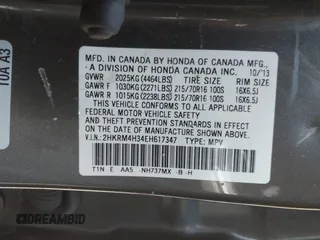 10A A3
MFD. IN CANADA BY HONDA OF CANADA MFG.,
- A DIVISION OF HONDA CANADA INC. 10/'13
GVWR 2025KG (4464LBS) TIRE SIZE RIM SIZE
GAWR F 1030KG (2271LBS) 215/70R16 100S 16X6.5J
GAWR R 1015KG (2238LBS) 215/70R16 100S 16X6.5J
THIS VEHICLE CONFORMS TO ALL APPLICABLE
FEDERAL MOTOR VEHICLE SAFETY AND THEFT
PREVENTION STANDARDS IN EFFECT ON THE DATE
OF MANUFACTURE SHOWN ABOVE.
V.I.N.: 2HKRM4H34EH617347 TYPE: MPV
T1N E AA5 NH737MX -B -H
CREDAMBID